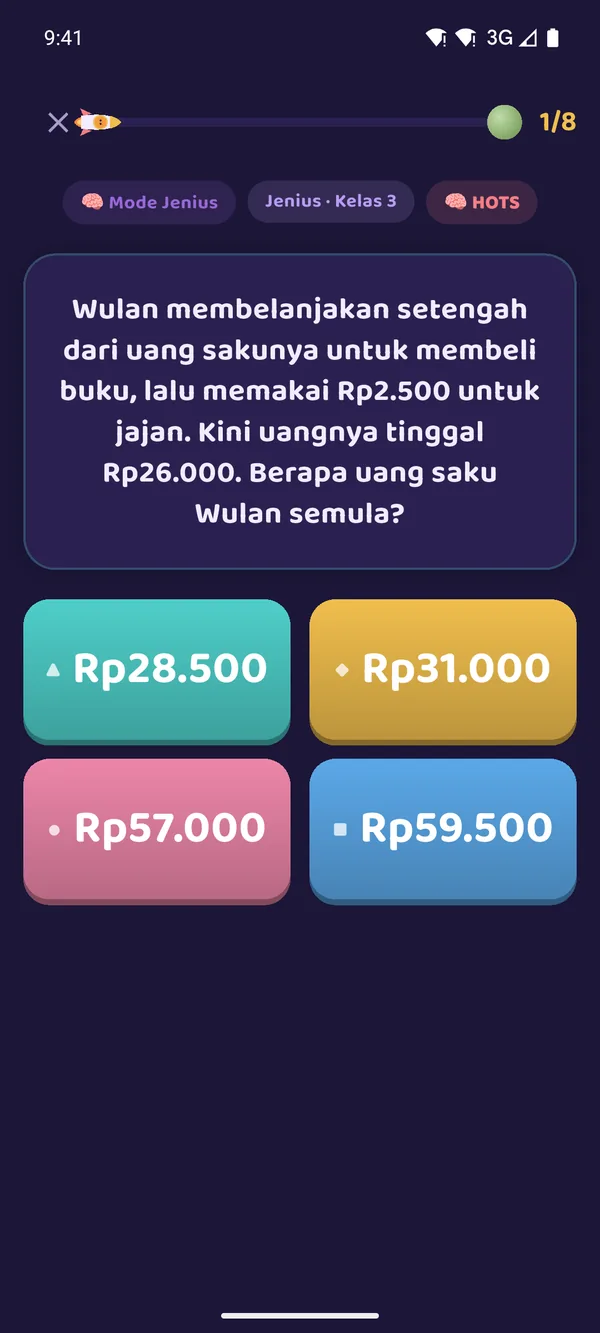 9:41
3G
1/8
Mode Jenius
Jenius · Kelas 3
HOTS
Wulan membelanjakan setengah
dari uang sakunya untuk membeli
buku, lalu memakai Rp2.500 untuk
jajan. Kini uangnya tinggal
Rp26.000. Berapa uang saku
Wulan semula?
Rp28.500
Rp31.000
Rp57.000
Rp59.500